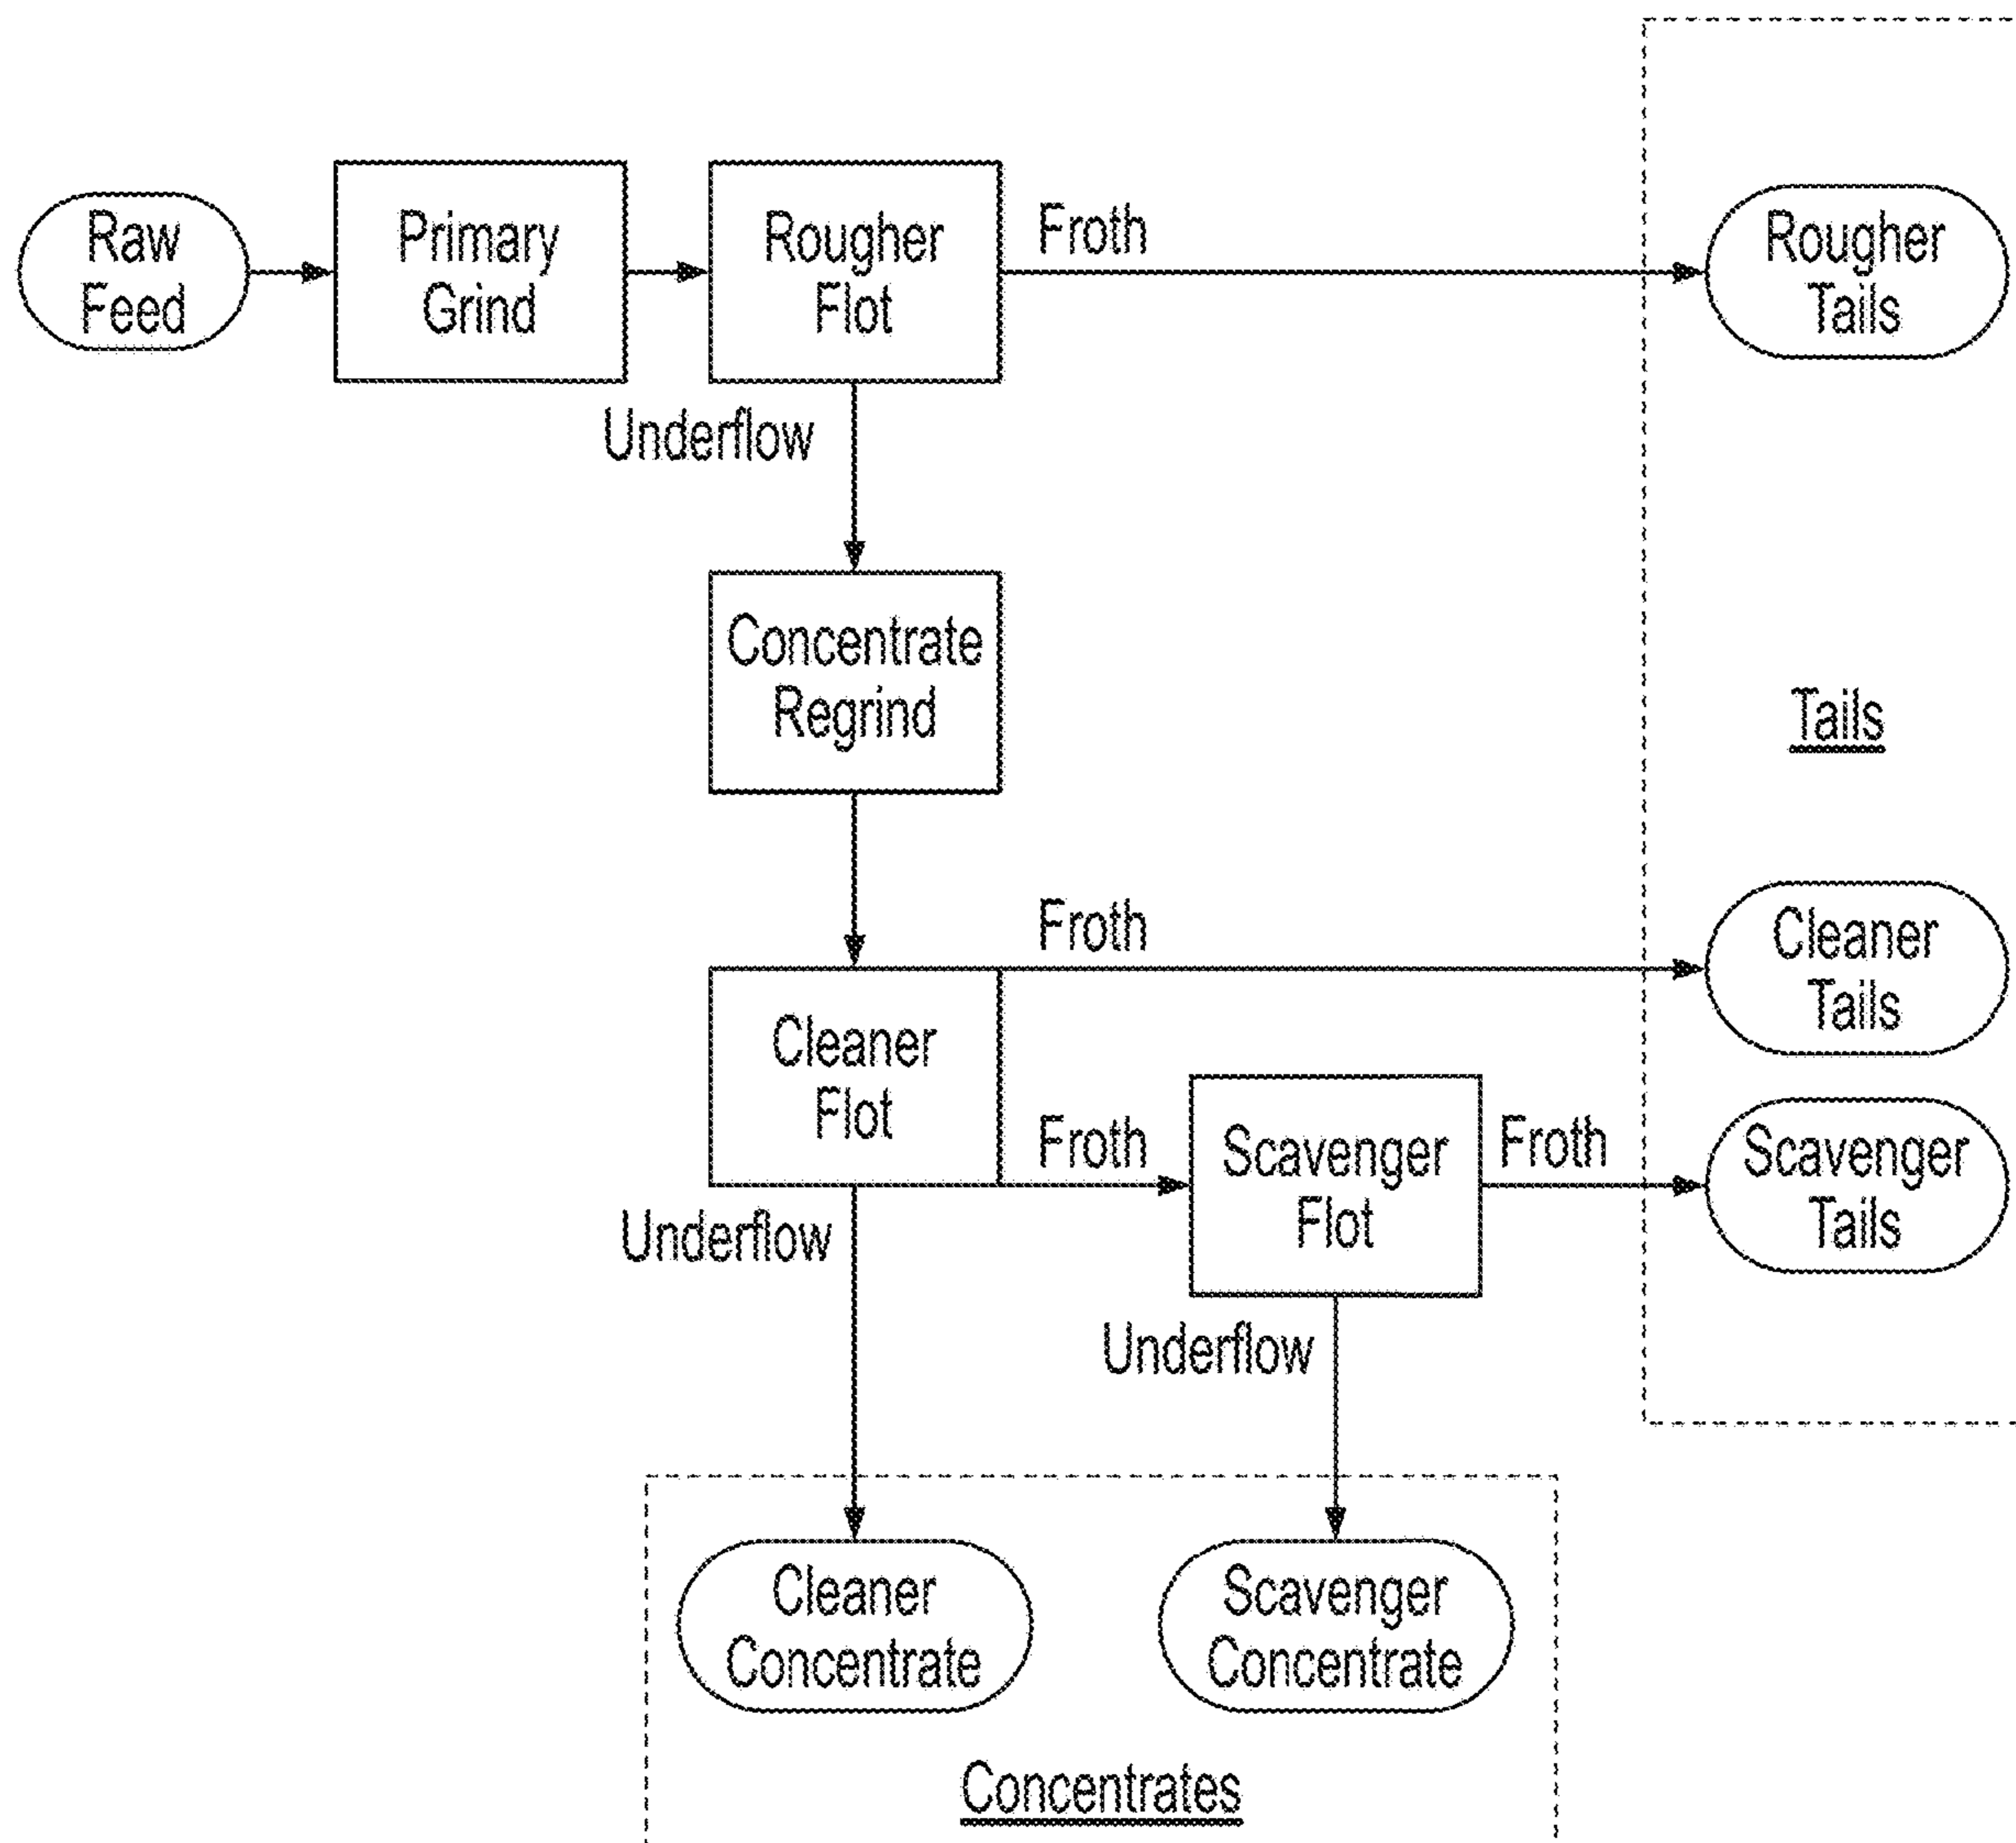 Raw
Feed
Primary
Grind
Rougher
Flot
Froth
Rougher
Tails
Underflow
Concentrate
Regrind
Tails
Froth
Cleaner
Tails
Cleaner
Flot
Froth
Scavenger
Flot
Froth
Scavenger
Tails
Underflow
Underflow
Cleaner
Concentrate
Scavenger
Concentrate
Concentrates